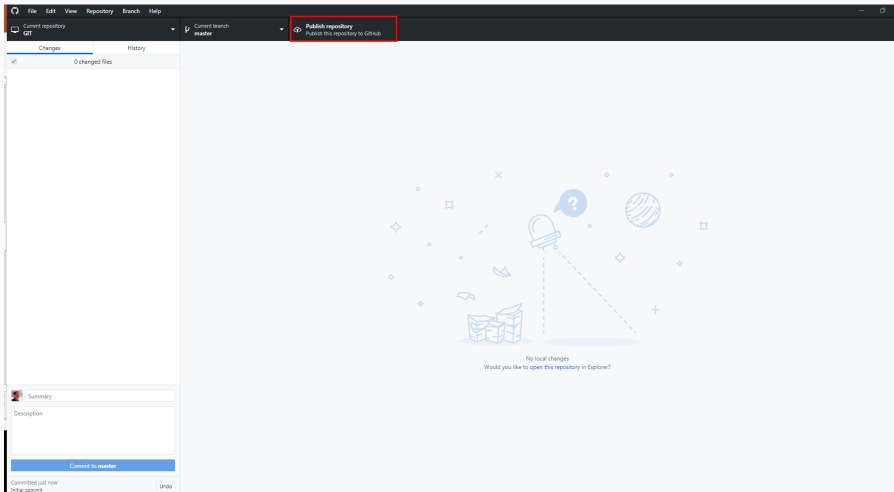 File Edit View Repository Branch Help
Current repository
GIT
Current branch
master
Publish repository
Publish this repository to GitHub
Changes History
0 changed files
?
No local changes
Would you like to open this repository in Explorer?
Summary
Description
Commit to master
Committed just now
Initial commit
Undo